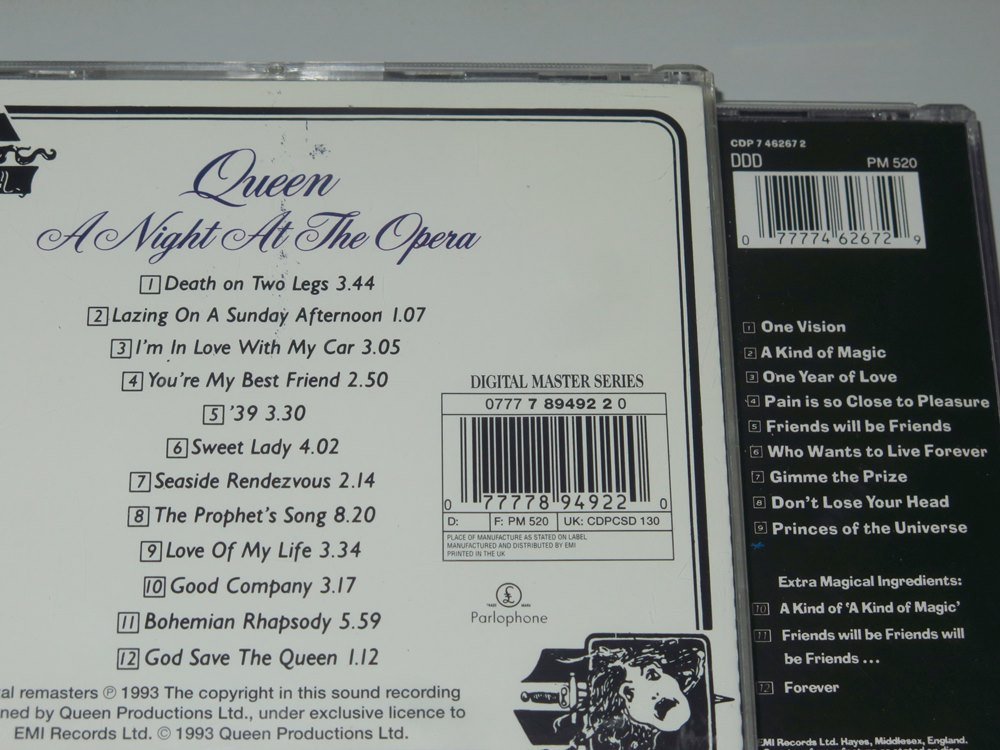 Queen
A Night At The Opera
1 Death on Two Legs 3.44
2 Lazing On A Sunday Afternoon 1.07
3 I'm In Love With My Car 3.05
4 You're My Best Friend 2.50
5 '39 3.30
6 Sweet Lady 4.02
7 Seaside Rendezvous 2.14
8 The Prophet's Song 8.20
9 Love Of My Life 3.34
10 Good Company 3.17
11 Bohemian Rhapsody 5.59
12 God Save The Queen 1.12
remasters ℗ 1993 The copyright in this sound recording
by Queen Productions Ltd., under exclusive licence to
EMI Records Ltd. © 1993 Queen Productions Ltd.
DIGITAL MASTER SERIES
0777 7 89492 2 0
0 77778 94922 0
D: F: PM 520 UK: CDPCSD 130
PLACE OF MANUFACTURE AS STATED ON LABEL
MANUFACTURED AND DISTRIBUTED BY EMI
PRINTED IN THE UK
£
TRADE MARK
Parlophone
CDP 7 46267 2
DDD PM 520
0 77774 62672 9
1 One Vision
2 A Kind of Magic
3 One Year of Love
4 Pain is so Close to Pleasure
5 Friends will be Friends
6 Who Wants to Live Forever
7 Gimme the Prize
8 Don't Lose Your Head
9 Princes of the Universe
Extra Magical Ingredients:
10 A Kind of 'A Kind of Magic'
11 Friends will be Friends will
be Friends ...
12 Forever
EMI Records Ltd. Hayes, Middlesex, England.